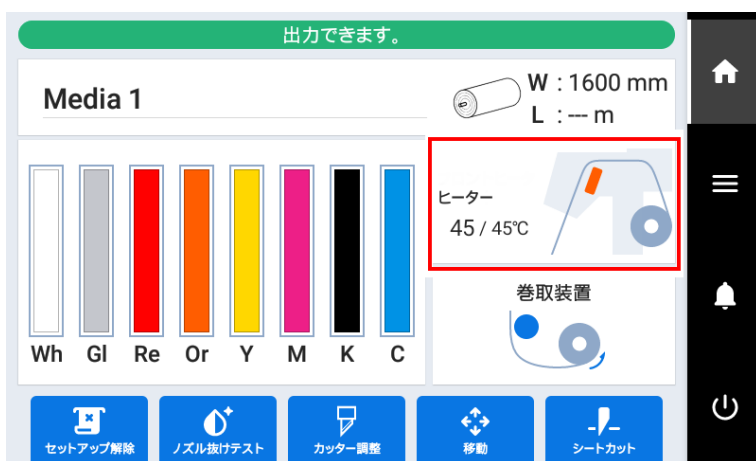 出力できます。
Media 1
W : 1600 mm
L : --- m
ヒーター
45 / 45℃
巻取装置
Wh Gl Re Or Y M K C
セットアップ解除 ノズル抜けテスト カッター調整 移動 シートカット